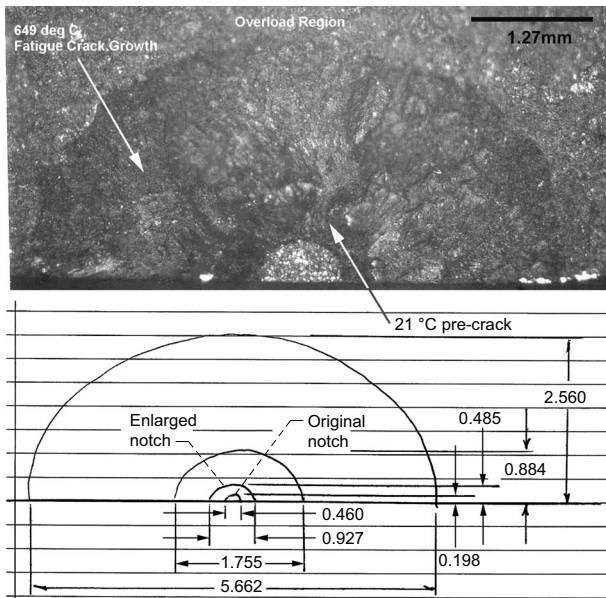 Overload Region
1.27mm
649 deg C
Fatigue Crack Growth
21 °C pre-crack
2.560
0.485
Enlarged
notch
Original
notch
0.884
0.460
0.927
0.198
1.755
5.662